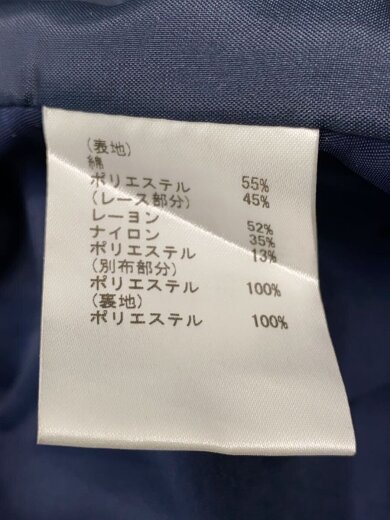 (表地)
綿 55%
ポリエステル 45%
(レース部分)
レーヨン 52%
ナイロン 35%
ポリエステル 13%
(別布部分)
ポリエステル 100%
(裏地)
ポリエステル 100%